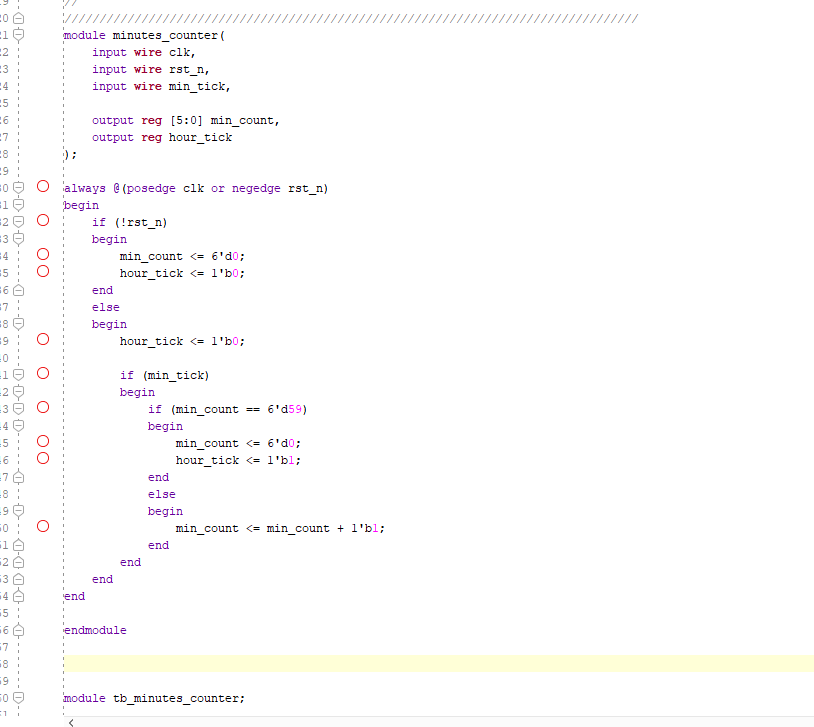 //
//////////////////////////////////////////////////////////////////////////////////
module minutes_counter(
    input wire clk,
    input wire rst_n,
    input wire min_tick,

    output reg [5:0] min_count,
    output reg hour_tick
);

always @(posedge clk or negedge rst_n)
begin
    if (!rst_n)
    begin
        min_count <= 6'd0;
        hour_tick <= 1'b0;
    end
    else
    begin
        hour_tick <= 1'b0;

        if (min_tick)
        begin
            if (min_count == 6'd59)
            begin
                min_count <= 6'd0;
                hour_tick <= 1'b1;
            end
            else
            begin
                min_count <= min_count + 1'b1;
            end
        end
    end
end

endmodule

module tb_minutes_counter;